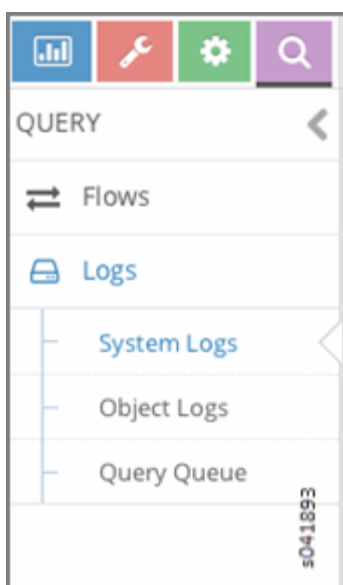 QUERY
Flows
Logs
System Logs
Object Logs
Query Queue
s041893